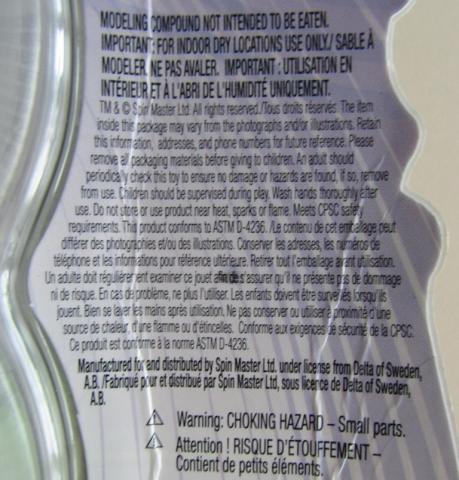 MODELING COMPOUND NOT INTENDED TO BE EATEN.
IMPORTANT: FOR INDOOR DRY LOCATIONS USE ONLY./ SABLE À
MODELER. NE PAS AVALER. IMPORTANT : UTILISATION EN
INTÉRIEUR ET À L'ABRI DE L'HUMIDITÉ UNIQUEMENT.
TM & © Spin Master Ltd. All rights reserved./Tous droits réservés. The item
inside this package may vary from the photographs and/or illustrations. Retain
this information, addresses, and phone numbers for future reference. Please
remove all packaging materials before giving to children. An adult should
periodically check this toy to ensure no damage or hazards are found, if so, remove
from use. Children should be supervised during play. Wash hands thoroughly after
use. Do not store or use product near heat, sparks or flame. Meets CPSC safety
requirements. This product conforms to ASTM D-4236. /Le contenu de cet emballage peut
différer des photographies et/ou des illustrations. Conserver les adresses, les numéros de
téléphone et les informations pour référence ultérieure. Retirer tout l'emballage avant utilisation.
Un adulte doit régulièrement examiner ce jouet afin de s'assurer qu'il ne présente pas de dommage
ni de risque. En cas de problème, ne plus l'utiliser. Les enfants doivent être surveillés lorsqu'ils
jouent. Bien se laver les mains après utilisation. Ne pas conserver ou utiliser à proximité d'une
source de chaleur, d'une flamme ou d'étincelles. Conforme aux exigences de sécurité de la CPSC.
Ce produit est conforme à la norme ASTM D-4236.
Manufactured for and distributed by Spin Master Ltd. under license from Delta of Sweden,
A.B. /Fabriqué pour et distribué par Spin Master Ltd, sous licence de Delta of Sweden,
A.B.
Warning: CHOKING HAZARD – Small parts.
Attention ! RISQUE D'ÉTOUFFEMENT –
Contient de petits éléments.